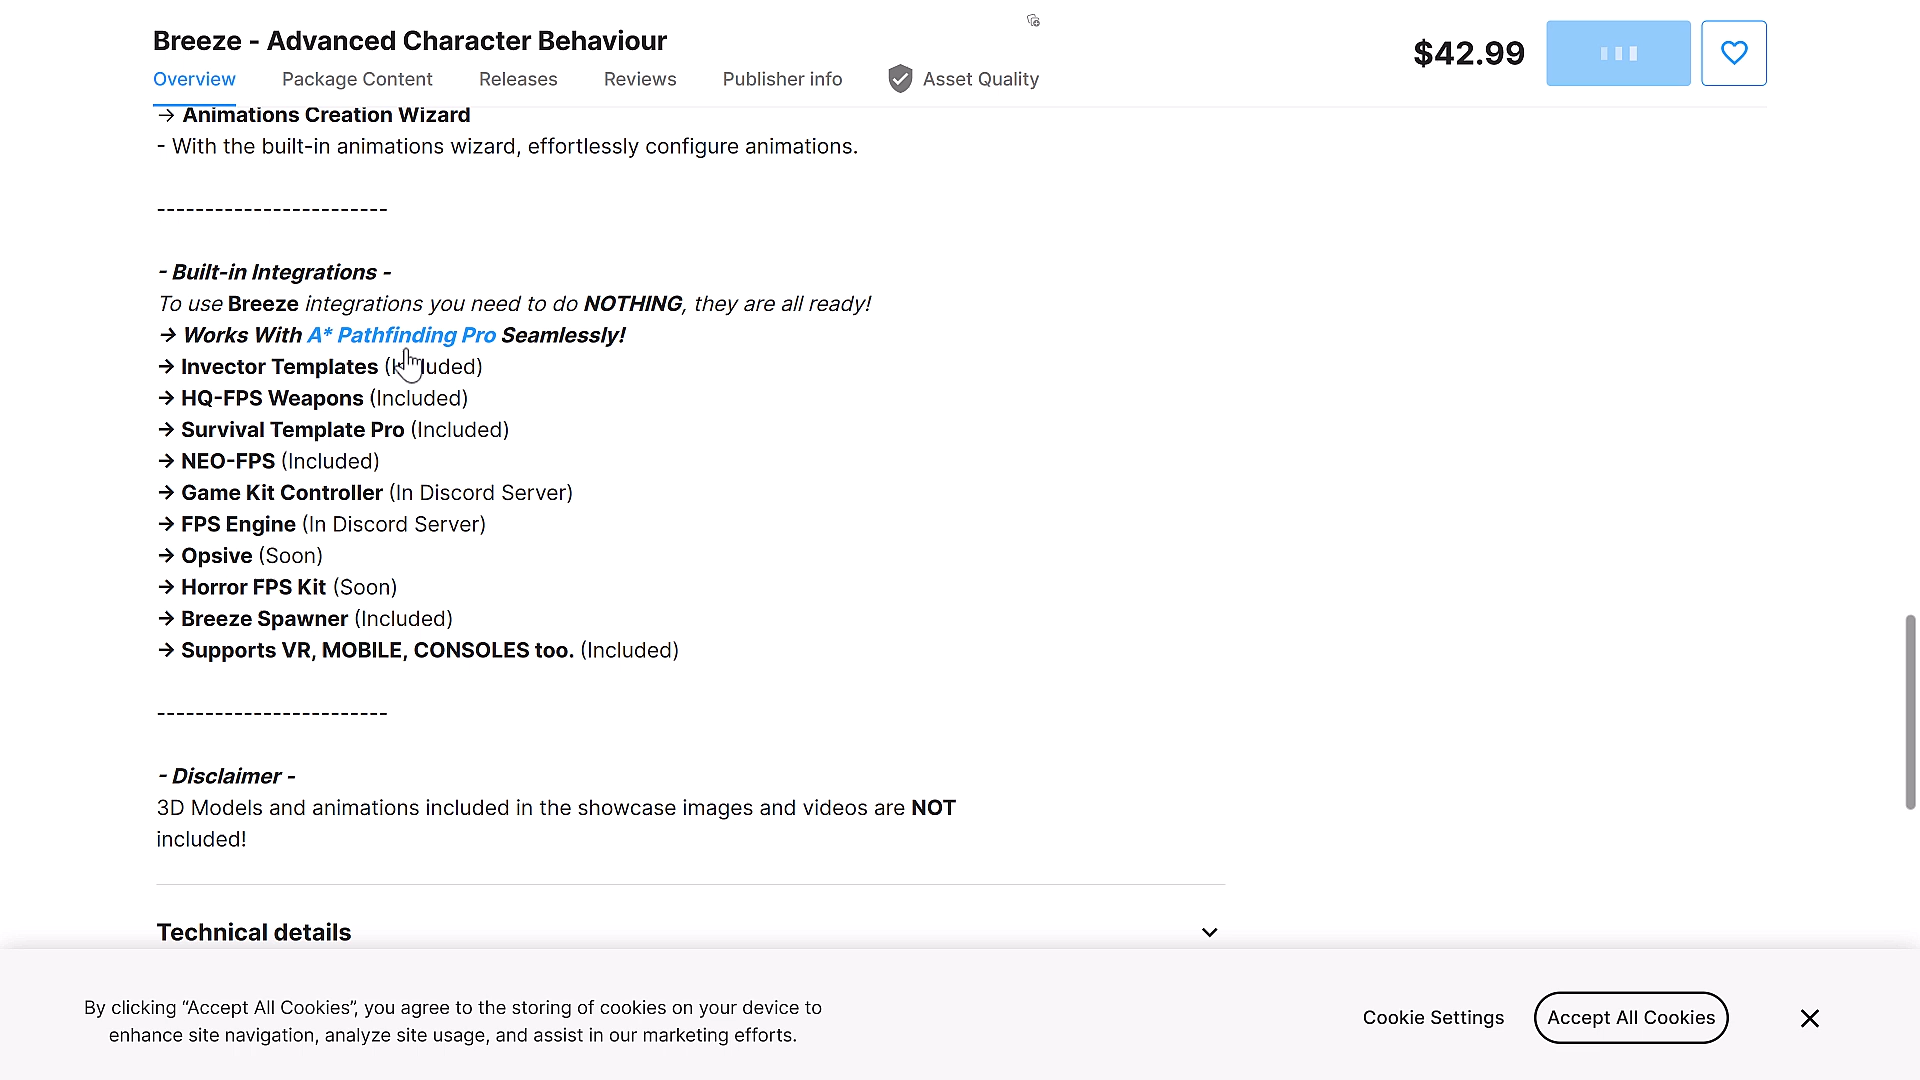 Breeze - Advanced Character Behaviour
$42.99
Overview Package Content Releases Reviews Publisher info Asset Quality
→ Animations Creation Wizard
- With the built-in animations wizard, effortlessly configure animations.
------------------------
- Built-in Integrations -
To use Breeze integrations you need to do NOTHING, they are all ready!
→ Works With A* Pathfinding Pro Seamlessly!
→ Invector Templates
→ HQ-FPS Weapons (Included)
→ Survival Template Pro (Included)
→ NEO-FPS (Included)
→ Game Kit Controller (In Discord Server)
→ FPS Engine (In Discord Server)
→ Opsive (Soon)
→ Horror FPS Kit (Soon)
→ Breeze Spawner (Included)
→ Supports VR, MOBILE, CONSOLES too. (Included)
------------------------
- Disclaimer -
3D Models and animations included in the showcase images and videos are NOT
included!
Technical details
By clicking “Accept All Cookies”, you agree to the storing of cookies on your device to
enhance site navigation, analyze site usage, and assist in our marketing efforts.
Cookie Settings
Accept All Cookies